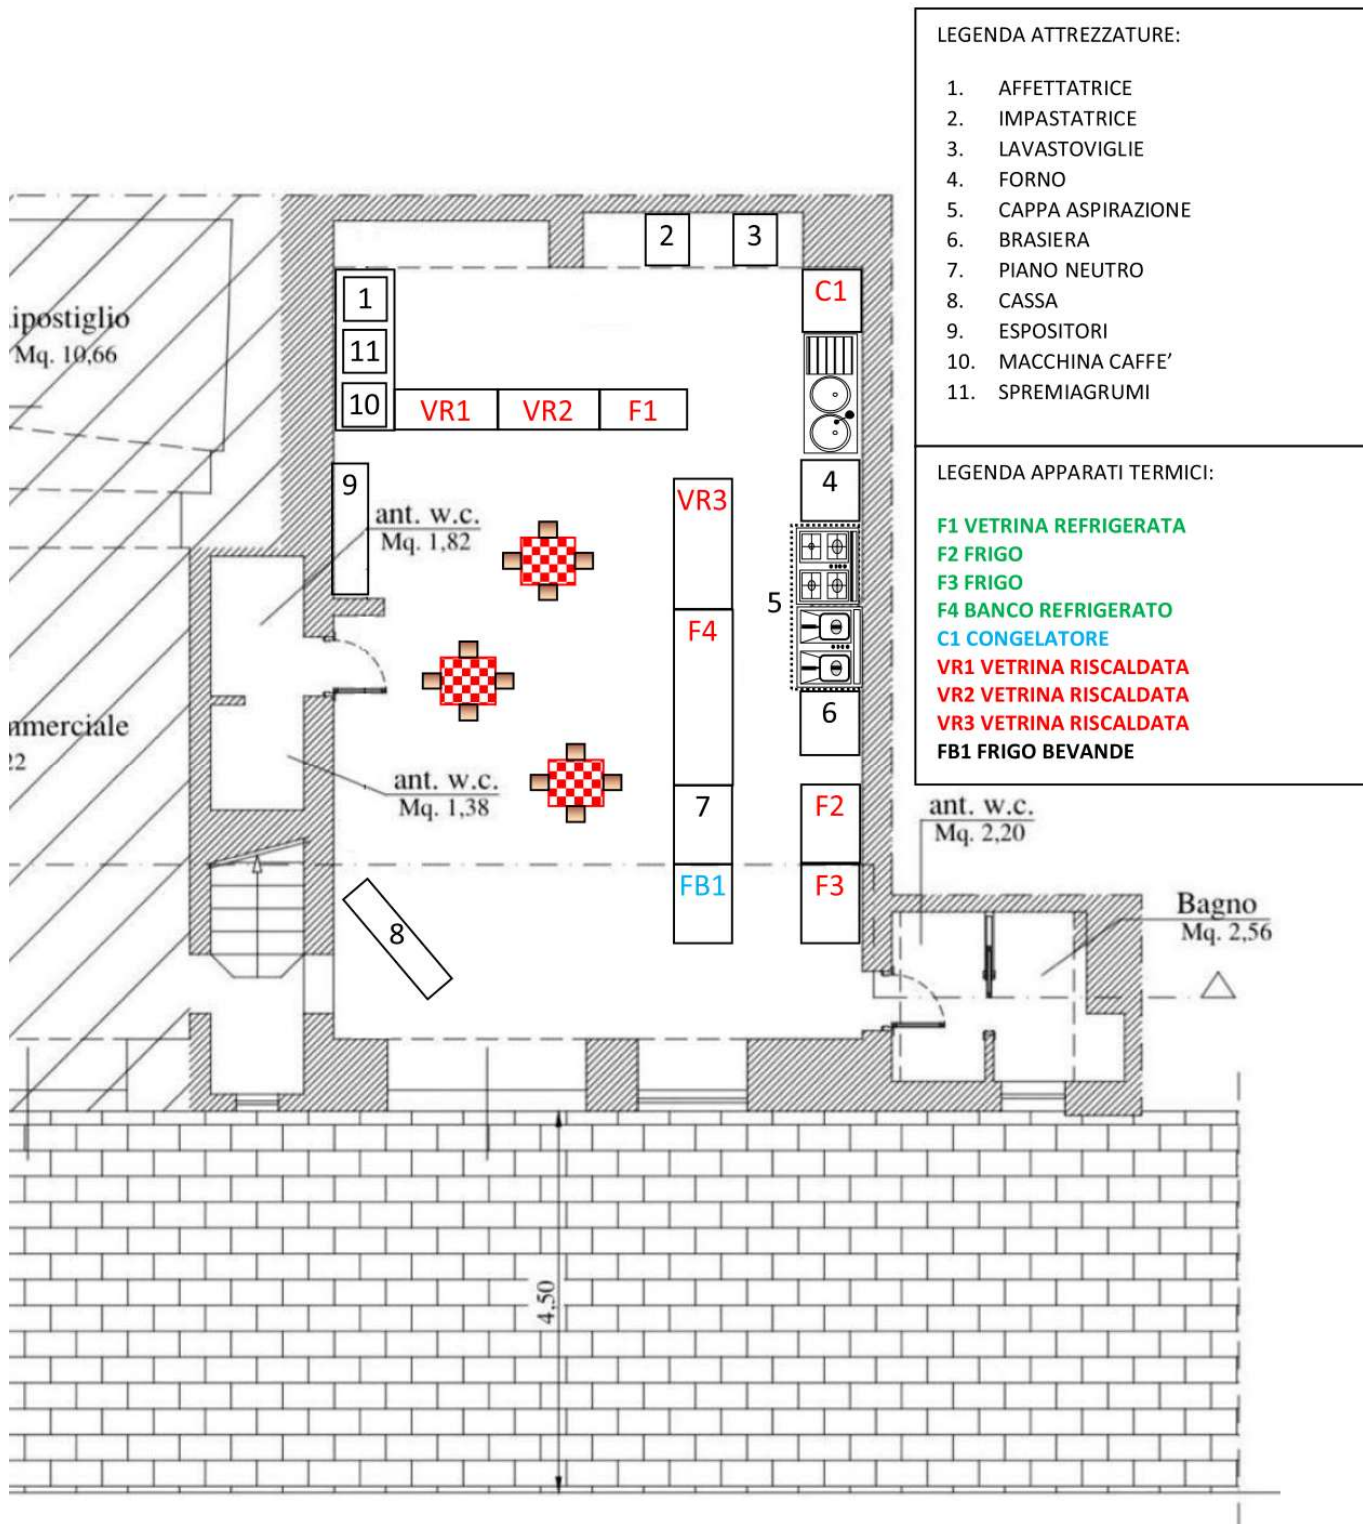 LEGENDA ATTREZZATURE:
1. AFFETTATRICE
2. IMPASTATRICE
3. LAVASTOVIGLIE
4. FORNO
5. CAPPA ASPIRAZIONE
6. BRASIERA
7. PIANO NEUTRO
8. CASSA
9. ESPOSITORI
10. MACCHINA CAFFE’
11. SPREMIAGRUMI
LEGENDA APPARATI TERMICI:
F1 VETRINA REFRIGERATA
F2 FRIGO
F3 FRIGO
F4 BANCO REFRIGERATO
C1 CONGELATORE
VR1 VETRINA RISCALDATA
VR2 VETRINA RISCALDATA
VR3 VETRINA RISCALDATA
FB1 FRIGO BEVANDE
2
3
C1
1
11
10
VR1
VR2
F1
ipostiglio
Mq. 10,66
9
ant. w.c.
Mq. 1,82
VR3
4
5
F4
6
mmerciale
22
ant. w.c.
Mq. 1,38
7
F2
FB1
F3
8
ant. w.c.
Mq. 2,20
Bagno
Mq. 2,56
4,50